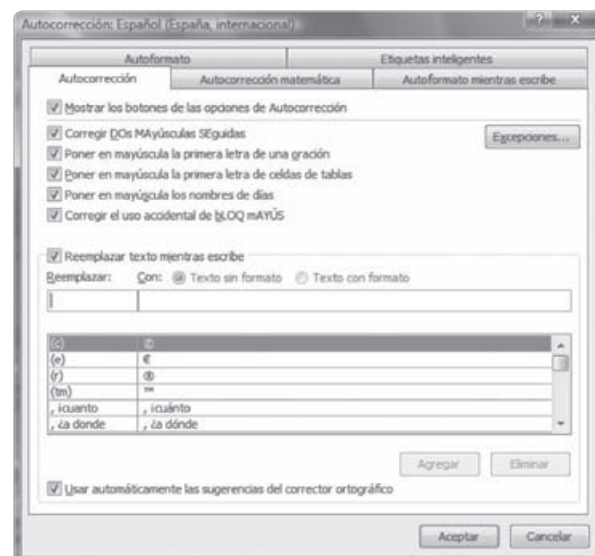 Autocorrección: Español (España, internacional)
Autoformato Etiquetas inteligentes
Autocorrección Autocorrección matemática Autoformato mientras escribe
Mostrar los botones de las opciones de Autocorrección
Corregir DOs MAyúsculas SEguidas Excepciones...
Poner en mayúscula la primera letra de una oración
Poner en mayúscula la primera letra de celdas de tablas
Poner en mayúscula los nombres de días
Corregir el uso accidental de bLOQ mAYÚS
Reemplazar texto mientras escribe
Reemplazar: Con: Texto sin formato Texto con formato
(c) ©
(e) €
(r) ®
(tm) ™
, icuanto , icuánto
, ¿a donde , ¿a dónde
Agregar Eliminar
Usar automáticamente las sugerencias del corrector ortográfico
Aceptar Cancelar